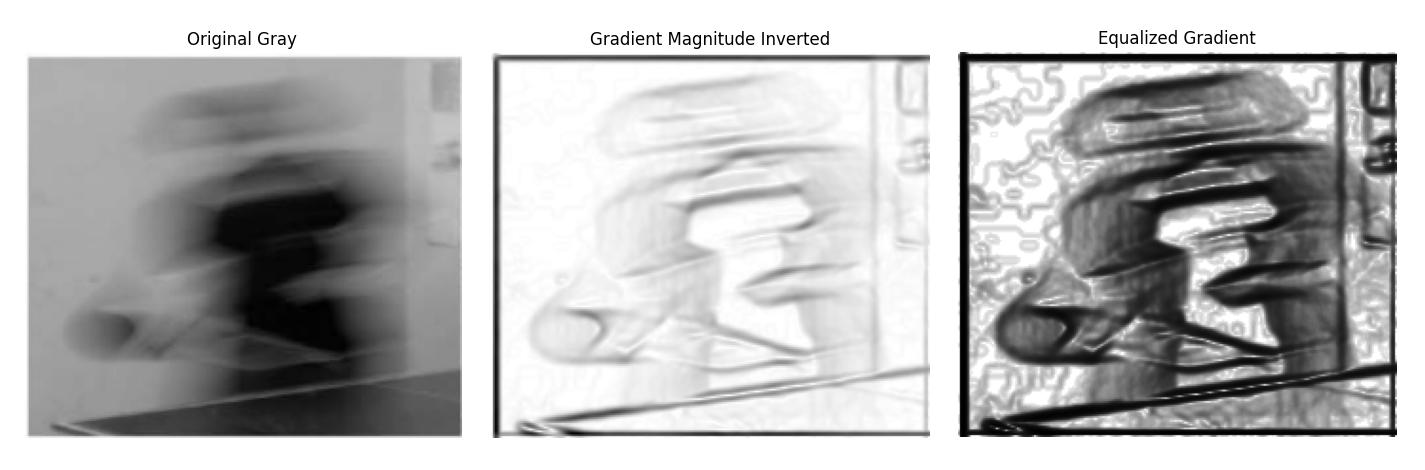 Original Gray
Gradient Magnitude Inverted
Equalized Gradient